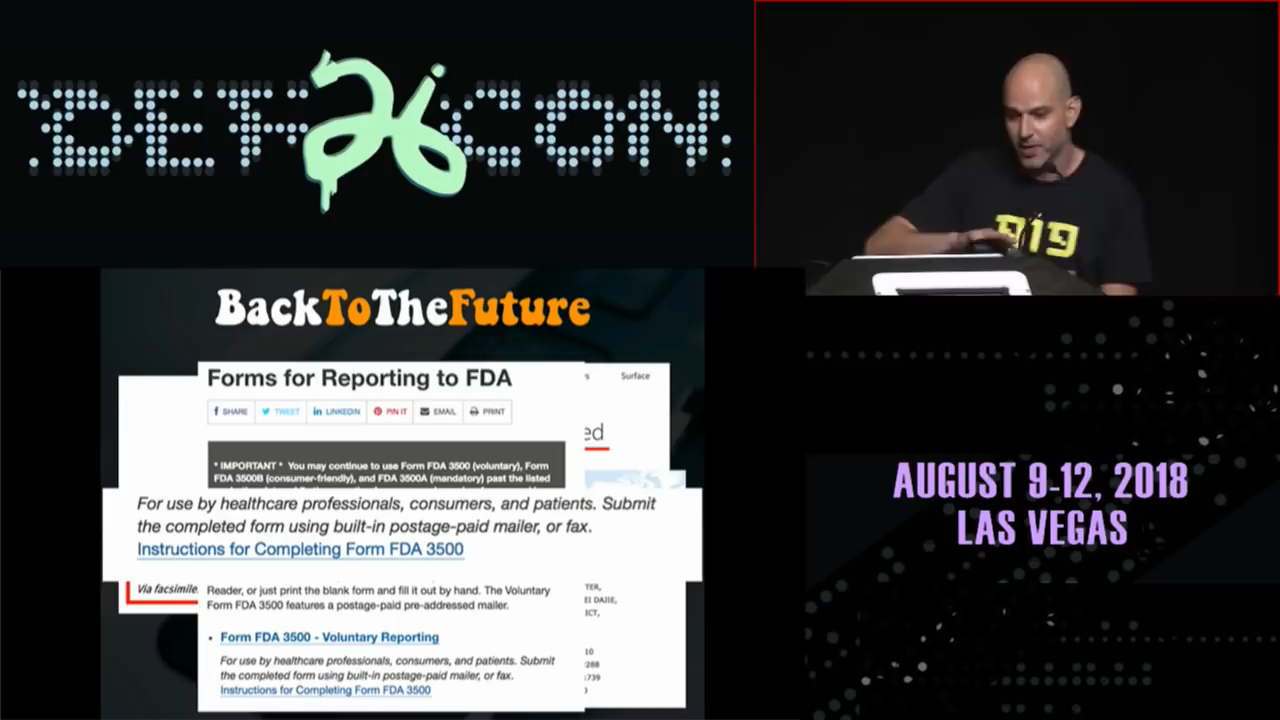 DEF 26 CON
919
BackToTheFuture
Forms for Reporting to FDA
SHARE TWEET LINKEDIN PIN IT EMAIL PRINT
Surface
ed
* IMPORTANT * You may continue to use Form FDA 3500 (voluntary), Form
FDA 3500B (consumer-friendly), and FDA 3500A (mandatory) past the listed
For use by healthcare professionals, consumers, and patients. Submit
the completed form using built-in postage-paid mailer, or fax.
Instructions for Completing Form FDA 3500
Via facsimile
Reader, or just print the blank form and fill it out by hand. The Voluntary
Form FDA 3500 features a postage-paid pre-addressed mailer.
TER,
EI DAJIE,
ICT,
• Form FDA 3500 - Voluntary Reporting
For use by healthcare professionals, consumers, and patients. Submit
the completed form using built-in postage-paid mailer, or fax.
Instructions for Completing Form FDA 3500
AUGUST 9-12, 2018
LAS VEGAS